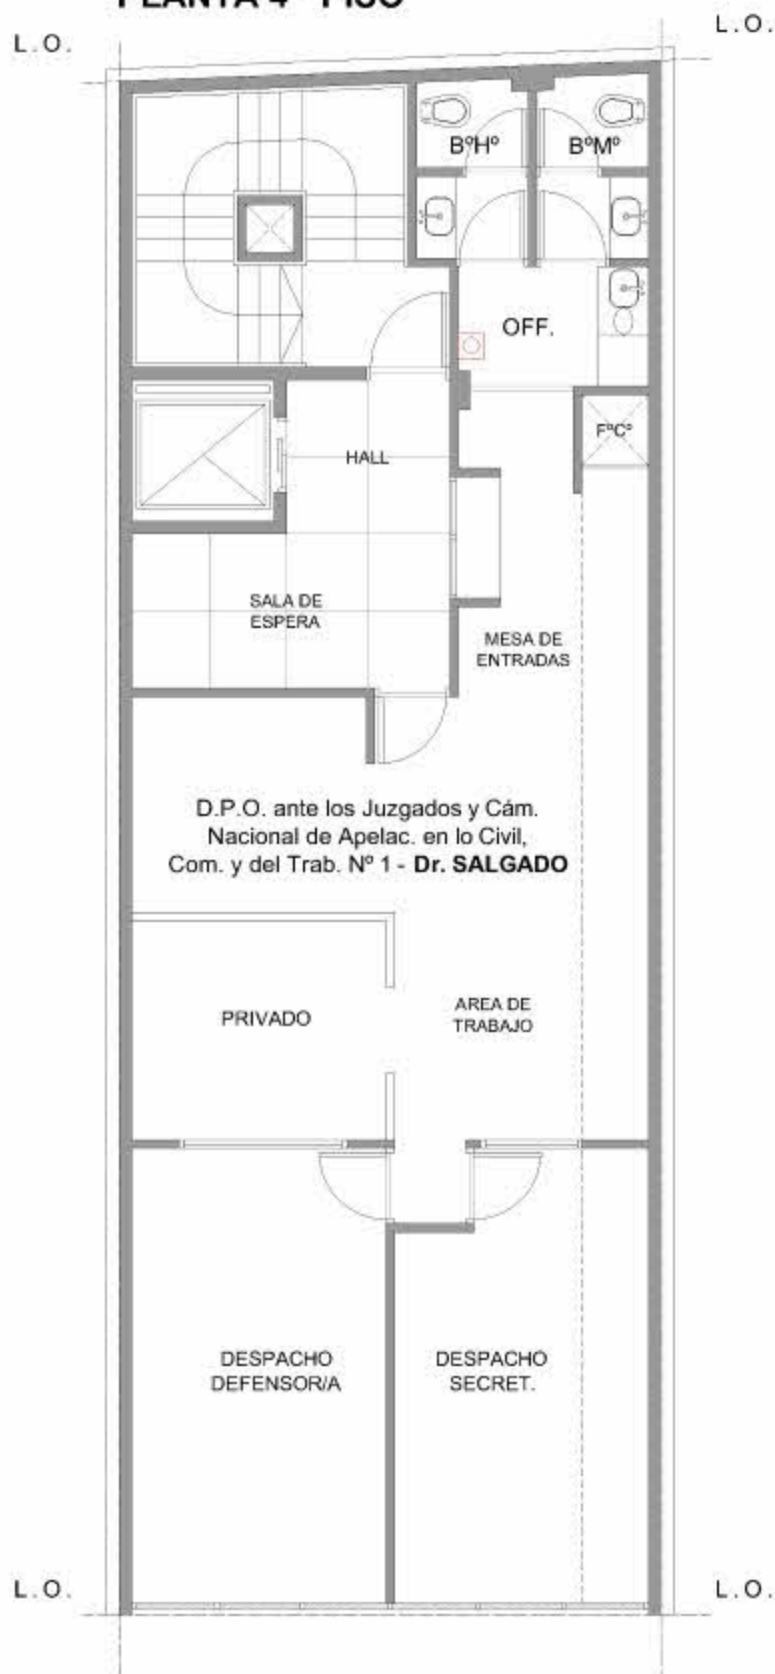 L.O.
L.O.
BºHº
BºMº
OFF.
FºCº
HALL
SALA DE
ESPERA
MESA DE
ENTRADAS
D.P.O. ante los Juzgados y Cám.
Nacional de Apelac. en lo Civil,
Com. y del Trab. Nº 1 - Dr. SALGADO
PRIVADO
AREA DE
TRABAJO
DESPACHO
DEFENSOR/A
DESPACHO
SECRET.
L.O.
L.O.